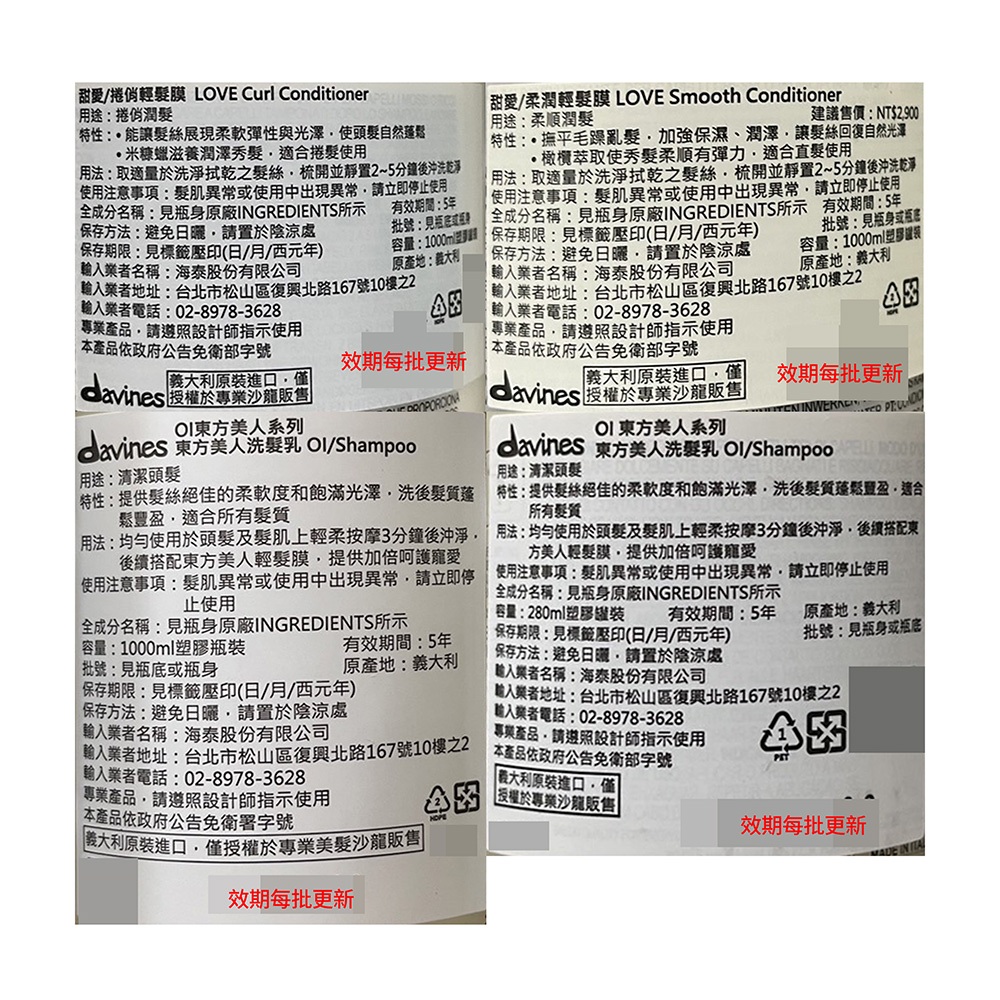 甜愛/捲俏輕髮膜 LOVE Curl Conditioner
用途：捲俏潤髮
特性：‧能讓髮絲展現柔軟彈性與光澤，使頭髮自然蓬鬆
‧米糠蠟滋養潤澤秀髮，適合捲髮使用
用法：取適量於洗淨拭乾之髮絲，梳開並靜置2~5分鐘後沖洗乾淨
使用注意事項：髮肌異常或使用中出現異常，請立即停止使用
全成分名稱：見瓶身原廠INGREDIENTS所示 有效期間：5年
保存方法：避免日曬，請置於陰涼處 批號：見瓶底或瓶身
保存期限：見標籤壓印(日/月/西元年) 容量：1000ml塑膠罐裝
輸入業者名稱：海泰股份有限公司 原產地：義大利
輸入業者地址：台北市松山區復興北路167號10樓之2
輸入業者電話：02-8978-3628
專業產品，請遵照設計師指示使用
本產品依政府公告免衛部字號
HDPE
效期每批更新
davines 義大利原裝進口，僅
授權於專業沙龍販售
甜愛/柔潤輕髮膜 LOVE Smooth Conditioner
用途：柔順潤髮 建議售價：NT$2,900
特性：‧撫平毛躁亂髮，加強保濕、潤澤，讓髮絲回復自然光澤
‧橄欖萃取使秀髮柔順有彈力，適合直髮使用
用法：取適量於洗淨拭乾之髮絲，梳開並靜置2~5分鐘後沖洗乾淨
使用注意事項：髮肌異常或使用中出現異常，請立即停止使用
全成分名稱：見瓶身原廠INGREDIENTS所示 有效期間：5年
保存期限：見標籤壓印(日/月/西元年) 批號：見瓶底或瓶底
保存方法：避免日曬，請置於陰涼處 容量：1000ml塑膠罐裝
輸入業者名稱：海泰股份有限公司 原產地：義大利
輸入業者地址：台北市松山區復興北路167號10樓之2
輸入業者電話：02-8978-3628
專業產品，請遵照設計師指示使用
本產品依政府公告免衛部字號
效期每批更新
davines 義大利原裝進口，僅
授權於專業沙龍販售
davines OI東方美人系列
東方美人洗髮乳 OI/Shampoo
用途：清潔頭髮
特性：提供髮絲絕佳的柔軟度和飽滿光澤，洗後髮質蓬
鬆豐盈，適合所有髮質
用法：均勻使用於頭髮及髮肌上輕柔按摩3分鐘後沖淨，
後續搭配東方美人輕髮膜，提供加倍呵護寵愛
使用注意事項：髮肌異常或使用中出現異常，請立即停
止使用
全成分名稱：見瓶身原廠INGREDIENTS所示
容量：1000ml塑膠瓶裝 有效期間：5年
批號：見瓶底或瓶身 原產地：義大利
保存期限：見標籤壓印(日/月/西元年)
保存方法：避免日曬，請置於陰涼處
輸入業者名稱：海泰股份有限公司
輸入業者地址：台北市松山區復興北路167號10樓之2
輸入業者電話：02-8978-3628
專業產品，請遵照設計師指示使用
本產品依政府公告免衛署字號
2
HDPE
義大利原裝進口，僅授權於專業美髮沙龍販售
效期每批更新
davines OI東方美人系列
東方美人洗髮乳 OI/Shampoo
用途：清潔頭髮
特性：提供髮絲絕佳的柔軟度和飽滿光澤，洗後髮質蓬鬆豐盈，適合
所有髮質
用法：均勻使用於頭髮及髮肌上輕柔按摩3分鐘後沖淨，後續搭配東
方美人輕髮膜，提供加倍呵護寵愛
使用注意事項：髮肌異常或使用中出現異常，請立即停止使用
全成分名稱：見瓶身原廠INGREDIENTS所示
容量：280ml塑膠罐裝 有效期間：5年 原產地：義大利
保存期限：見標籤壓印(日/月/西元年) 批號：見瓶身或瓶底
保存方法：避免日曬，請置於陰涼處
輸入業者名稱：海泰股份有限公司
輸入業者地址：台北市松山區復興北路167號10樓之2
輸入業者電話：02-8978-3628
專業產品，請遵照設計師指示使用
本產品依政府公告免衛部字號
1
PET
義大利原裝進口，僅
授權於專業沙龍販售
效期每批更新
MADE IN